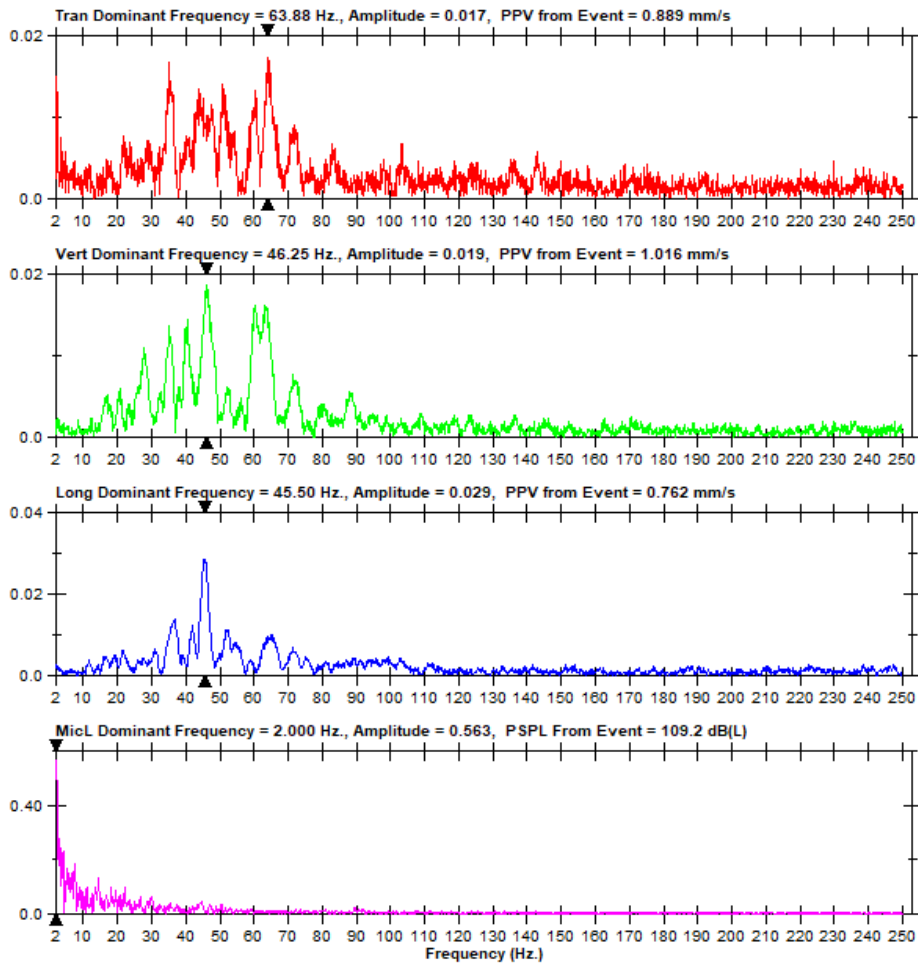 Tran Dominant Frequency = 63.88 Hz., Amplitude = 0.017, PPV from Event = 0.889 mm/s
0.02
0.0
2 10 20 30 40 50 60 70 80 90 100 110 120 130 140 150 160 170 180 190 200 210 220 230 240 250
Vert Dominant Frequency = 46.25 Hz., Amplitude = 0.019, PPV from Event = 1.016 mm/s
0.02
0.0
2 10 20 30 40 50 60 70 80 90 100 110 120 130 140 150 160 170 180 190 200 210 220 230 240 250
Long Dominant Frequency = 45.50 Hz., Amplitude = 0.029, PPV from Event = 0.762 mm/s
0.04
0.02
0.0
2 10 20 30 40 50 60 70 80 90 100 110 120 130 140 150 160 170 180 190 200 210 220 230 240 250
MicL Dominant Frequency = 2.000 Hz., Amplitude = 0.563, PSPL From Event = 109.2 dB(L)
0.40
0.0
2 10 20 30 40 50 60 70 80 90 100 110 120 130 140 150 160 170 180 190 200 210 220 230 240 250
Frequency (Hz.)